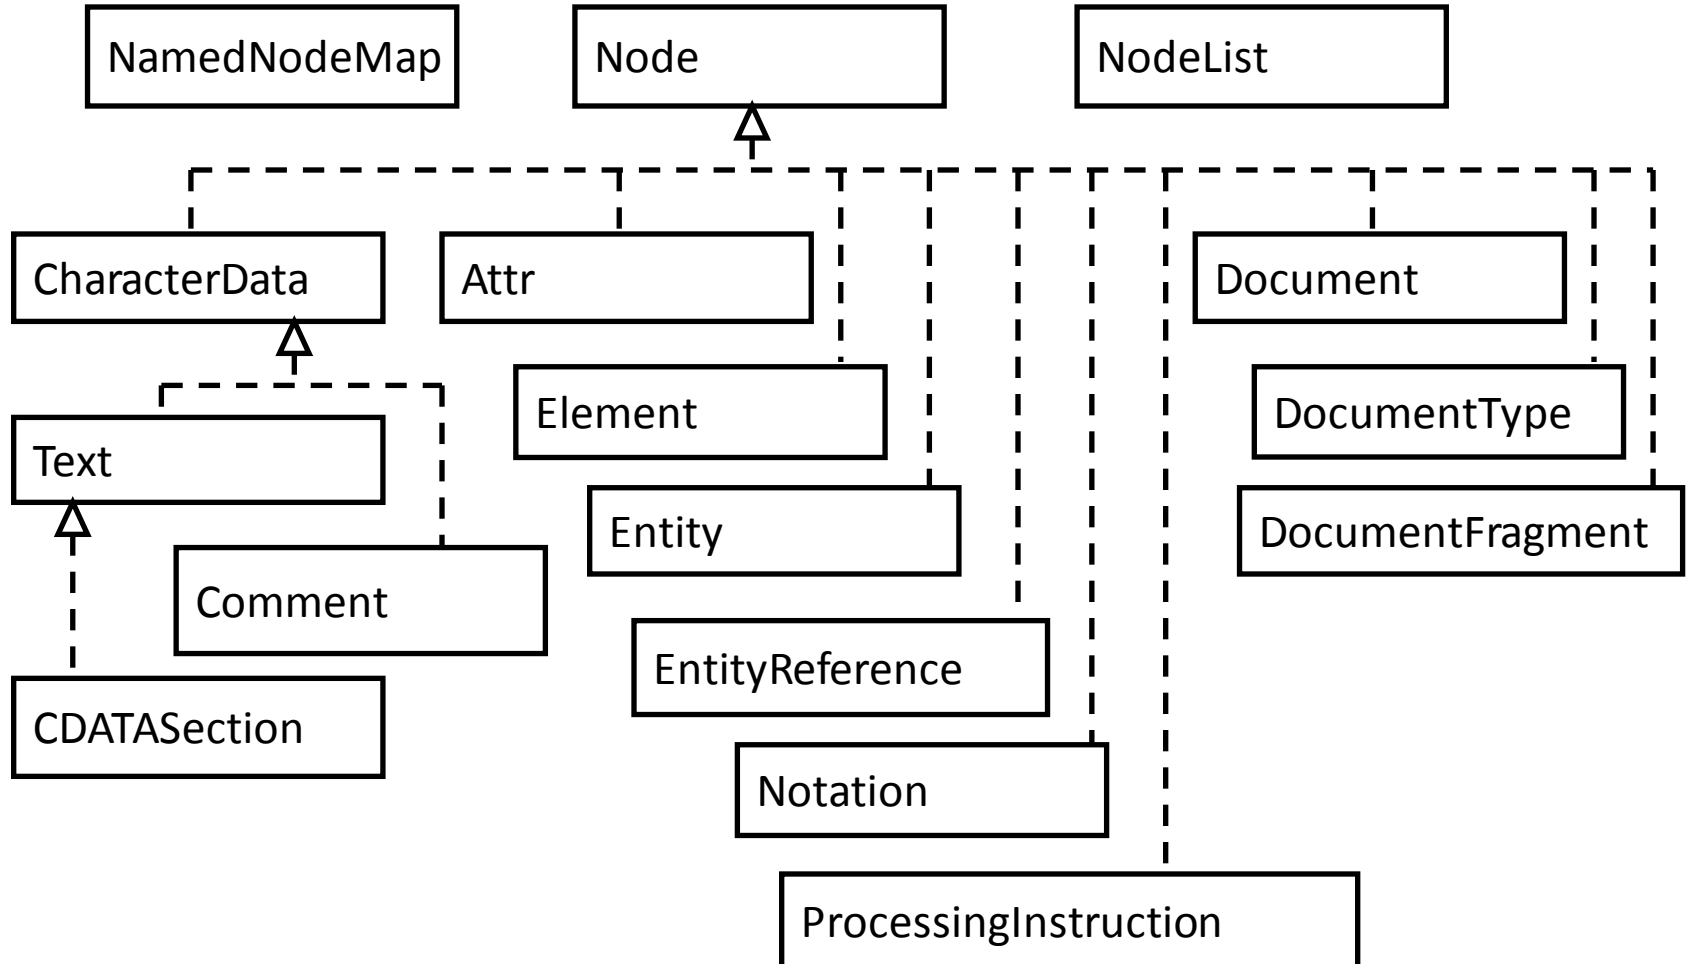 NamedNodeMap
Node
NodeList
CharacterData
Attr
Document
Element
DocumentType
Text
Entity
DocumentFragment
Comment
EntityReference
CDATASection
Notation
ProcessingInstruction